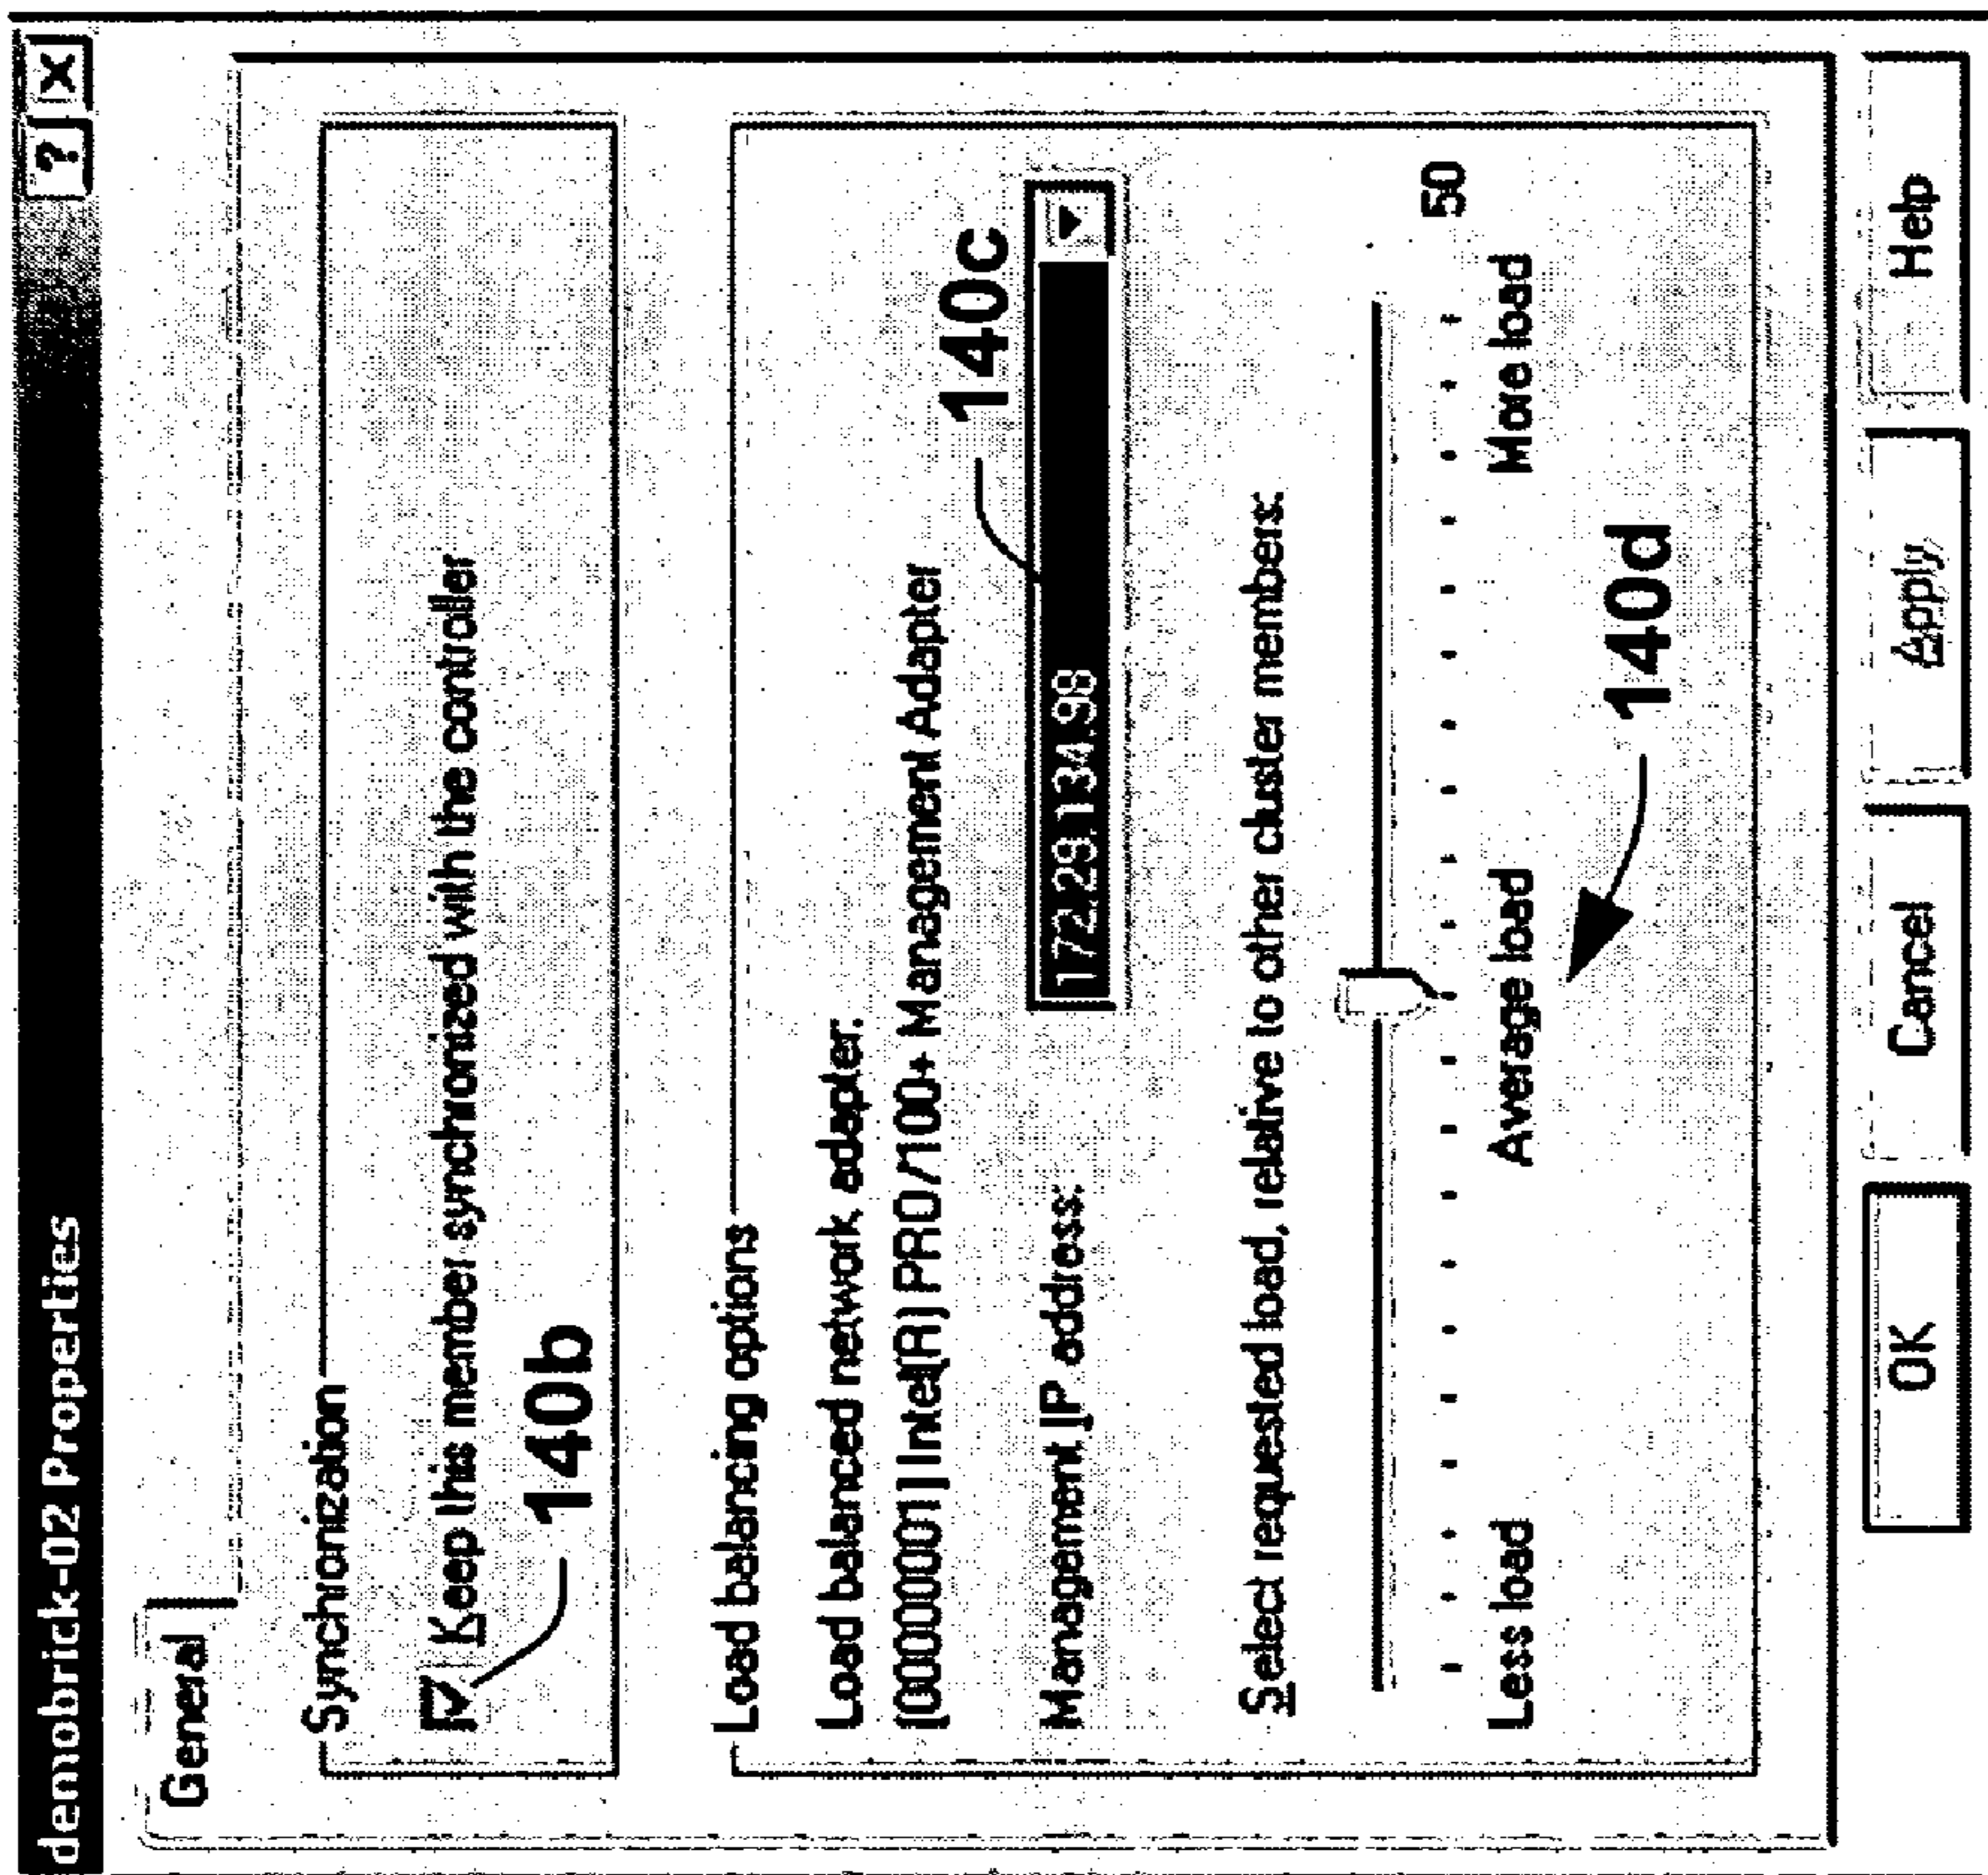 demobrick-02 Properties
? X
General
Synchronization
Keep this member synchronized with the controller
140b
Load balancing options
Load balanced network adapter:
[00000001] Intel(R) PRO/100+ Management Adapter
140c
Management IP address:
172.29.134.98
Select requested load, relative to other cluster members:
50
Less load
Average load
More load
140d
OK
Cancel
Apply
Help